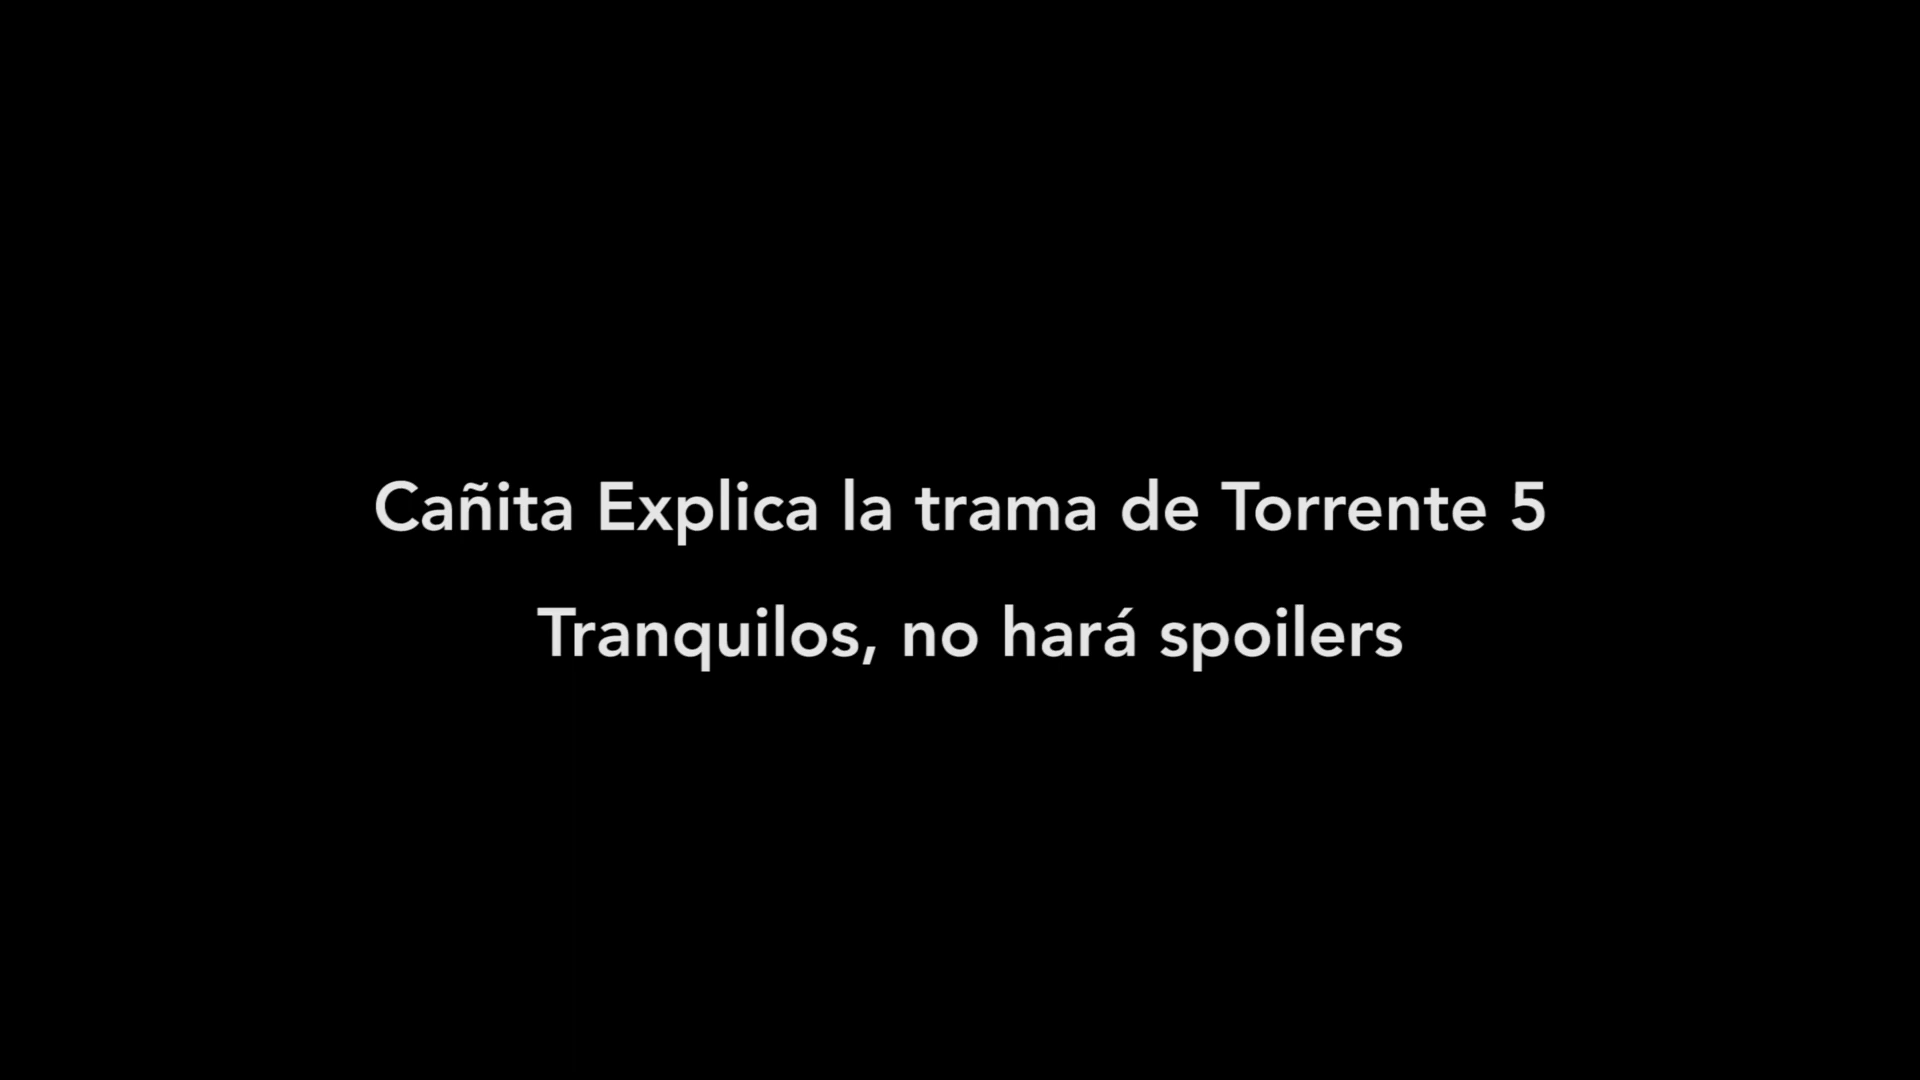 Cañita Explica la trama de Torrente 5
Tranquilos, no hará spoilers